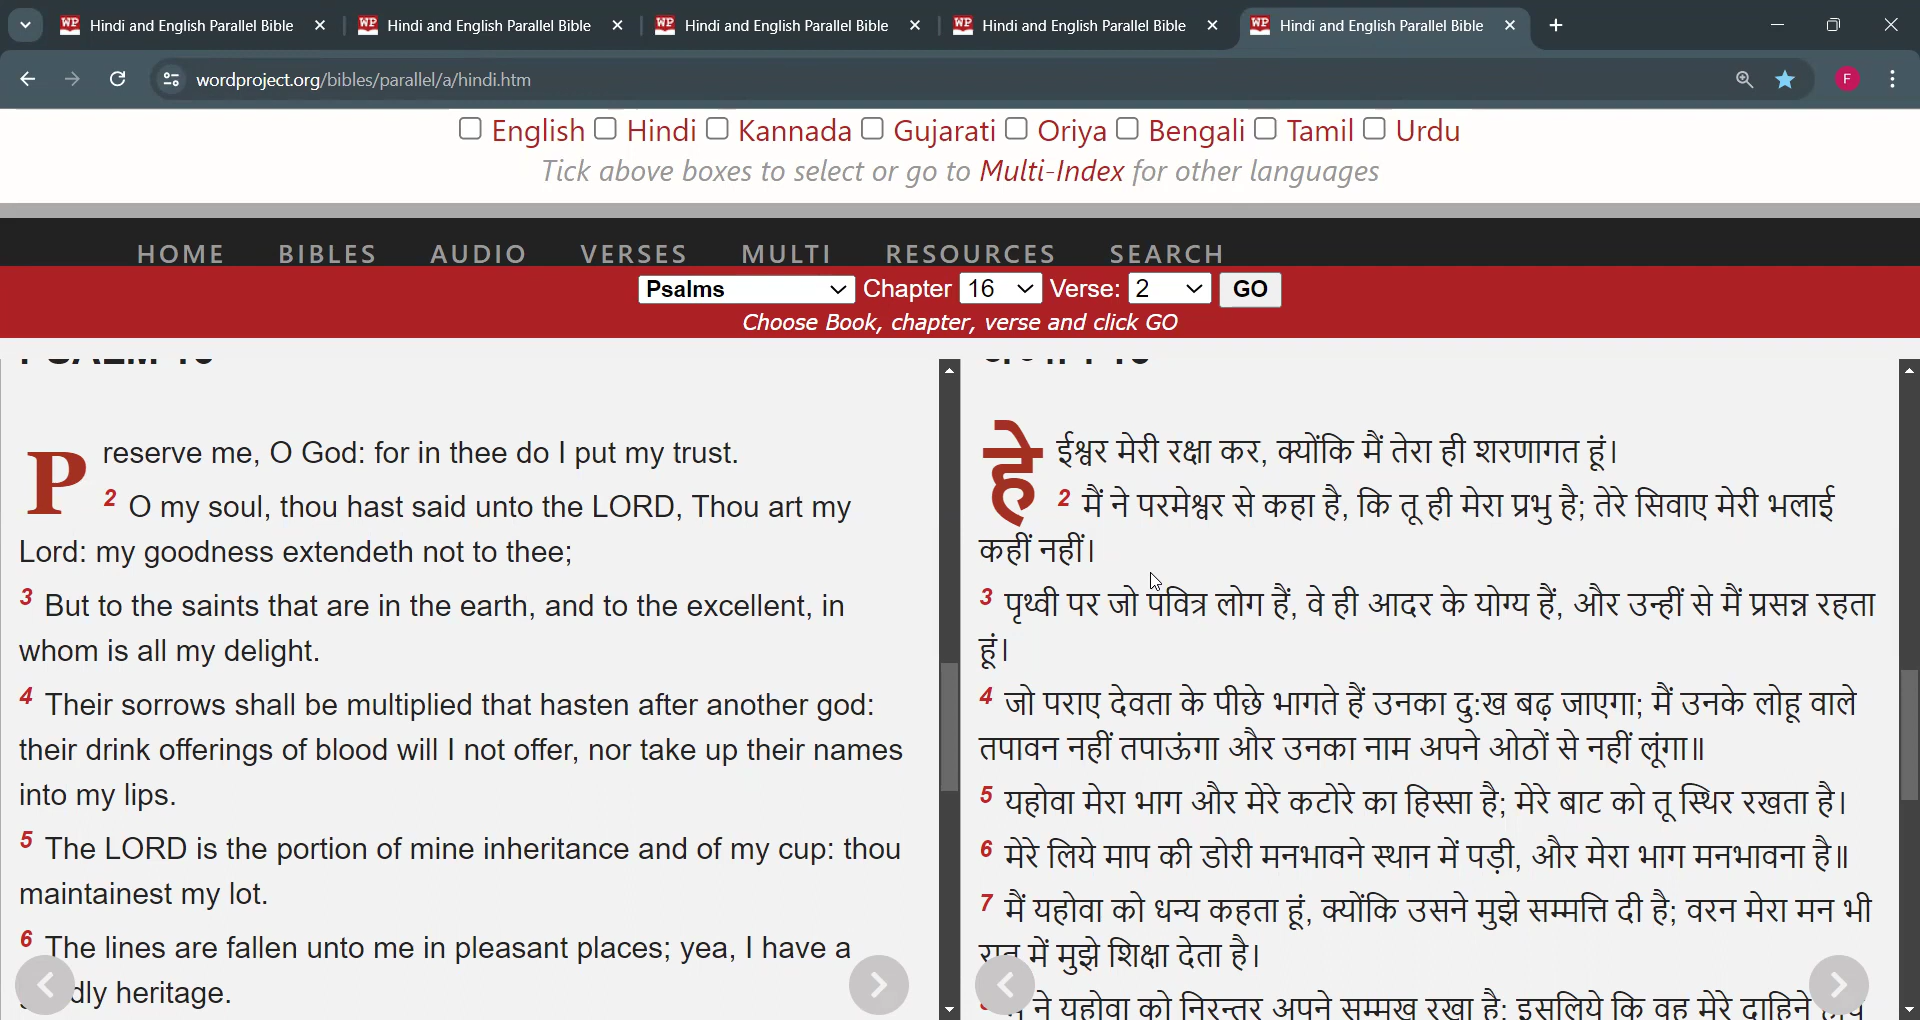 Hindi and English Parallel Bible
Hindi and English Parallel Bible
Hindi and English Parallel Bible
Hindi and English Parallel Bible
Hindi and English Parallel Bible
wordproject.org/bibles/parallel/a/hindi.htm
F
English Hindi Kannada Gujarati Oriya Bengali Tamil Urdu
Tick above boxes to select or go to Multi-Index for other languages
HOME BIBLES AUDIO VERSES MULTI RESOURCES SEARCH
Psalms Chapter 16 Verse: 2 GO
Choose Book, chapter, verse and click GO
Preserve me, O God: for in thee do I put my trust.
2 O my soul, thou hast said unto the LORD, Thou art my
Lord: my goodness extendeth not to thee;
3 But to the saints that are in the earth, and to the excellent, in
whom is all my delight.
4 Their sorrows shall be multiplied that hasten after another god:
their drink offerings of blood will I not offer, nor take up their names
into my lips.
5 The LORD is the portion of mine inheritance and of my cup: thou
maintainest my lot.
6 The lines are fallen unto me in pleasant places; yea, I have a
heritage.
हे ईश्वर मेरी रक्षा कर, क्योंकि मैं तेरा ही शरणागत हूं।
2 मैं ने परमेश्वर से कहा है, कि तू ही मेरा प्रभु है; तेरे सिवाए मेरी भलाई
कहीं नहीं।
3 पृथ्वी पर जो पवित्र लोग हैं, वे ही आदर के योग्य हैं, और उन्हीं से मैं प्रसन्न रहता
हूं।
4 जो पराए देवता के पीछे भागते हैं उनका दु:ख बढ़ जाएगा; मैं उनके लोहू वाले
तपावन नहीं तपाऊंगा और उनका नाम अपने ओठों से नहीं लूंगा॥
5 यहोवा मेरा भाग और मेरे कटोरे का हिस्सा है; मेरे बाट को तू स्थिर रखता है।
6 मेरे लिये माप की डोरी मनभावने स्थान में पड़ी, और मेरा भाग मनभावना है॥
7 मैं यहोवा को धन्य कहता हूं, क्योंकि उसने मुझे सम्मत्ति दी है; वरन मेरा मन भी
रात में मुझे शिक्षा देता है।
ने यहोवा को निरन्तर अपने सम्मुख रखा है: इसलिये कि वह मेरे दाहिने